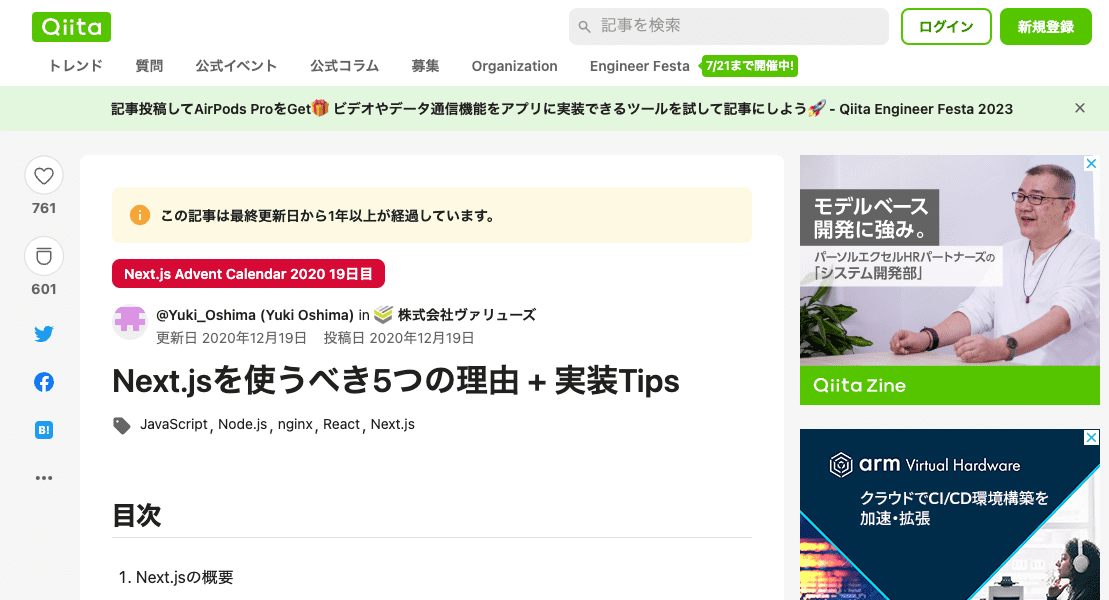 Qiita
記事を検索
ログイン
新規登録
トレンド 質問 公式イベント 公式コラム 募集 Organization Engineer Festa 7/21まで開催中!
記事投稿してAirPods ProをGet🎁 ビデオやデータ通信機能をアプリに実装できるツールを試して記事にしよう🚀 - Qiita Engineer Festa 2023
761
601
B!
この記事は最終更新日から1年以上が経過しています。
Next.js Advent Calendar 2020 19日目
@Yuki_Oshima (Yuki Oshima) in 株式会社ヴァリューズ
更新日 2020年12月19日 投稿日 2020年12月19日
Next.jsを使うべき5つの理由 + 実装Tips
JavaScript, Node.js, nginx, React, Next.js
目次
1. Next.jsの概要
モデルベース
開発に強み。
パーソルエクセルHRパートナーズの
「システム開発部」
Qiita Zine
arm Virtual Hardware
クラウドでCI/CD環境構築を
加速・拡張